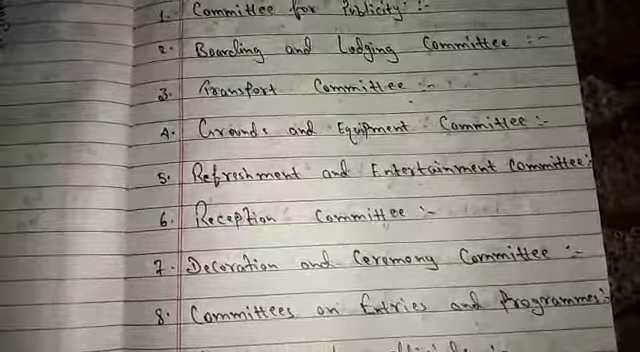 1. Committee for Publicity :-
2. Boarding and Lodging Committee :-
3. Transport Committee :-
4. Grounds and Equipment Committee :-
5. Refreshment and Entertainment Committee :-
6. Reception Committee :-
7. Decoration and Ceremony Committee :-
8. Committees on Entries and Programmes :-